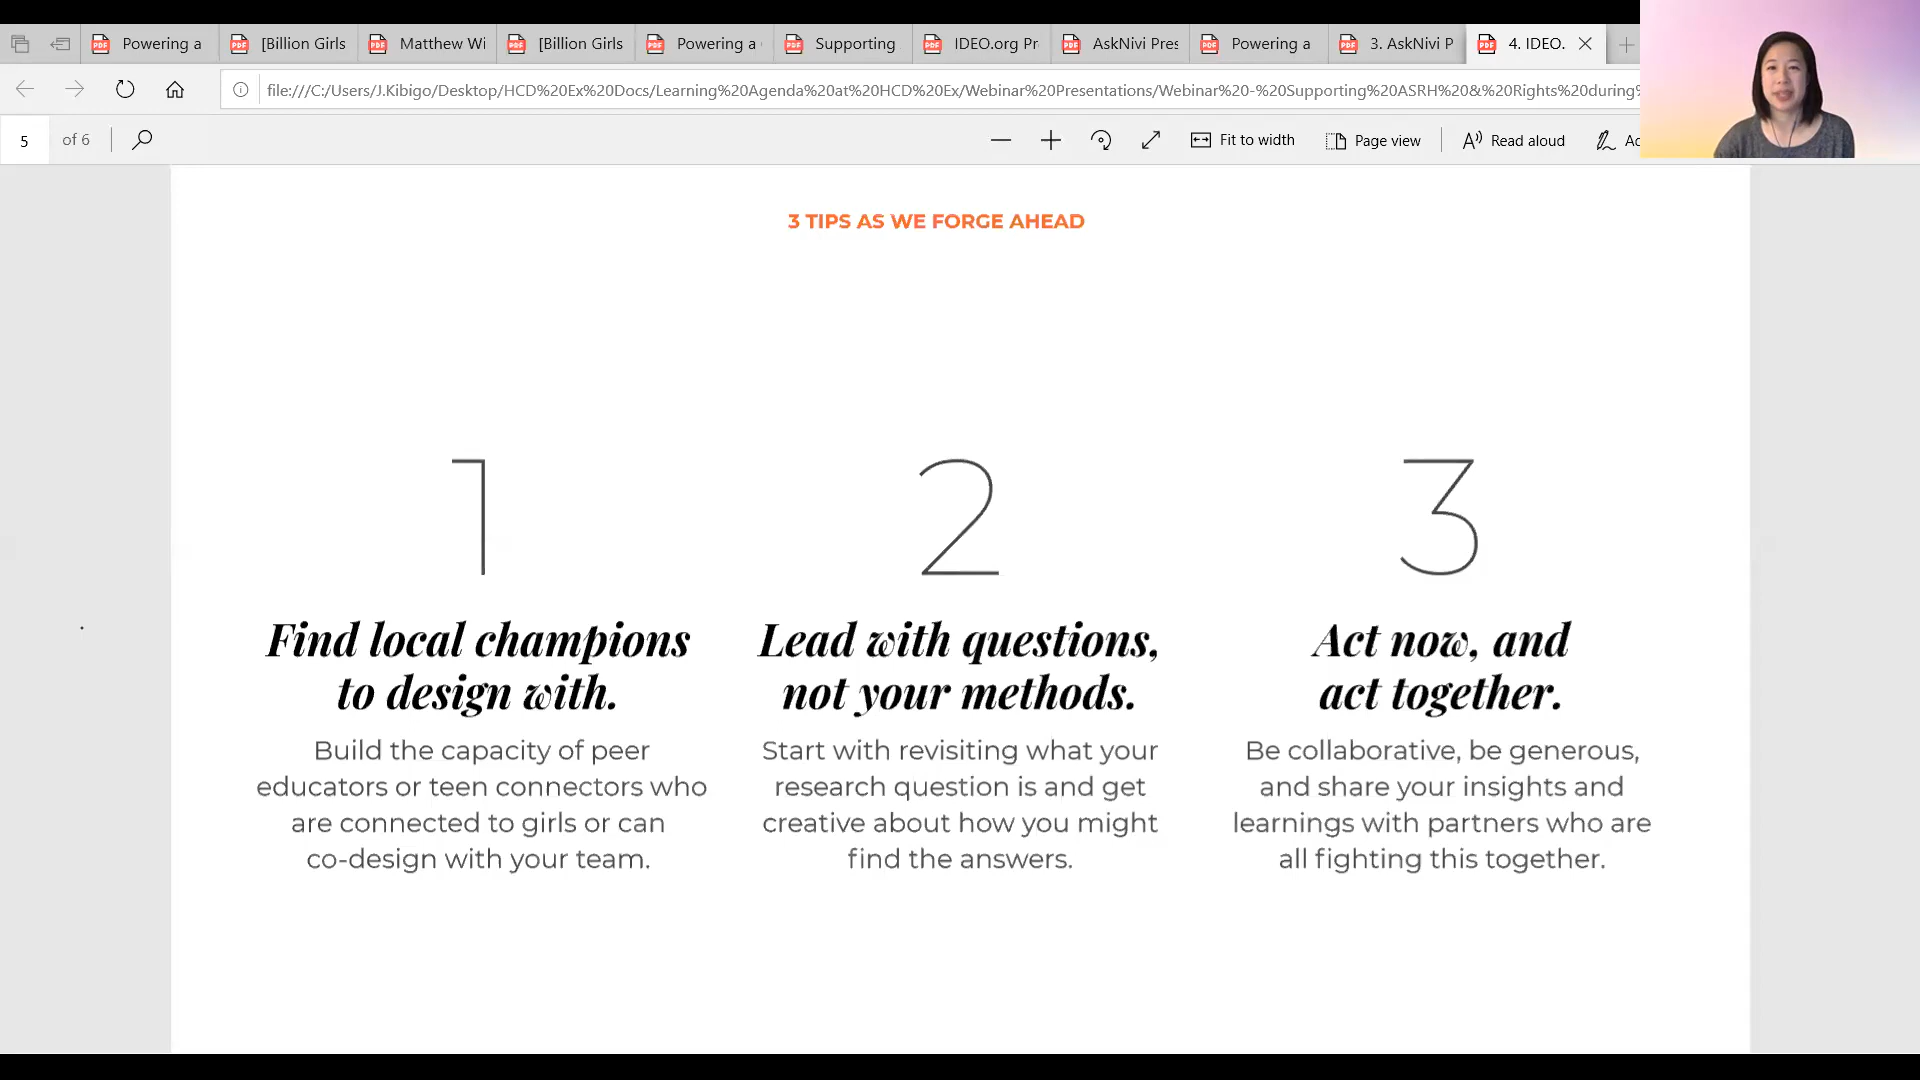 Powering a
[Billion Girls
Matthew Wi
[Billion Girls
Powering a
Supporting
IDEO.org Pr
AskNivi Pres
Powering a
3. AskNivi P
4. IDEO.
file:///C:/Users/J.Kibigo/Desktop/HCD%20Ex%20Docs/Learning%20Agenda%20at%20HCD%20Ex/Webinar%20Presentations/Webinar%20-%20Supporting%20ASRH%20&%20Rights%20during%
5 of 6
Fit to width
Page view
Read aloud
3 TIPS AS WE FORGE AHEAD
1
Find local champions
to design with.
Build the capacity of peer
educators or teen connectors who
are connected to girls or can
co-design with your team.
2
Lead with questions,
not your methods.
Start with revisiting what your
research question is and get
creative about how you might
find the answers.
3
Act now, and
act together.
Be collaborative, be generous,
and share your insights and
learnings with partners who are
all fighting this together.